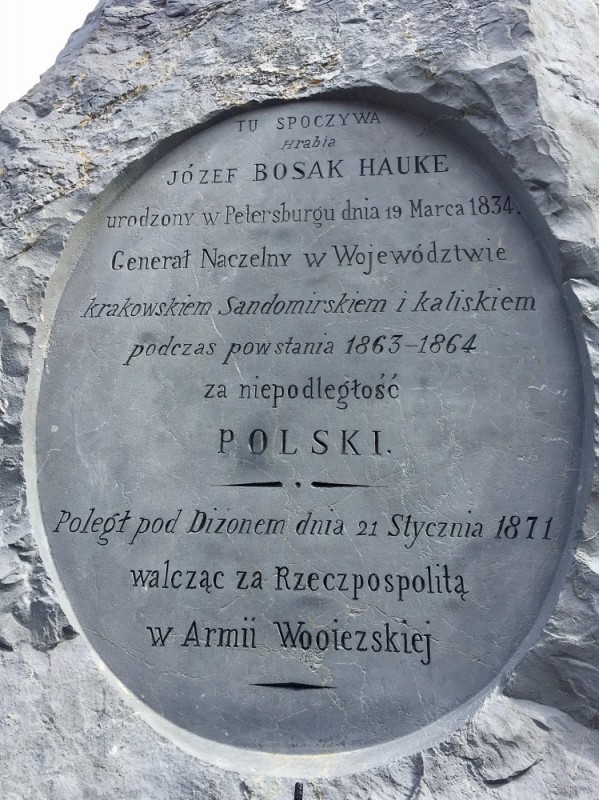 TU SPOCZYWA
Hrabia
JÓZEF BOSAK HAUKE
urodzony w Petersburgu dnia 19 Marca 1834.
Generał Naczelny w Województwie
krakowskiem Sandomirskiem i kaliskiem
podczas powstania 1863-1864
za niepodległość
POLSKI.
Poległ pod Diżonem dnia 21 Stycznia 1871
walcząc za Rzeczpospolitą
w Armii Wooiezskiej